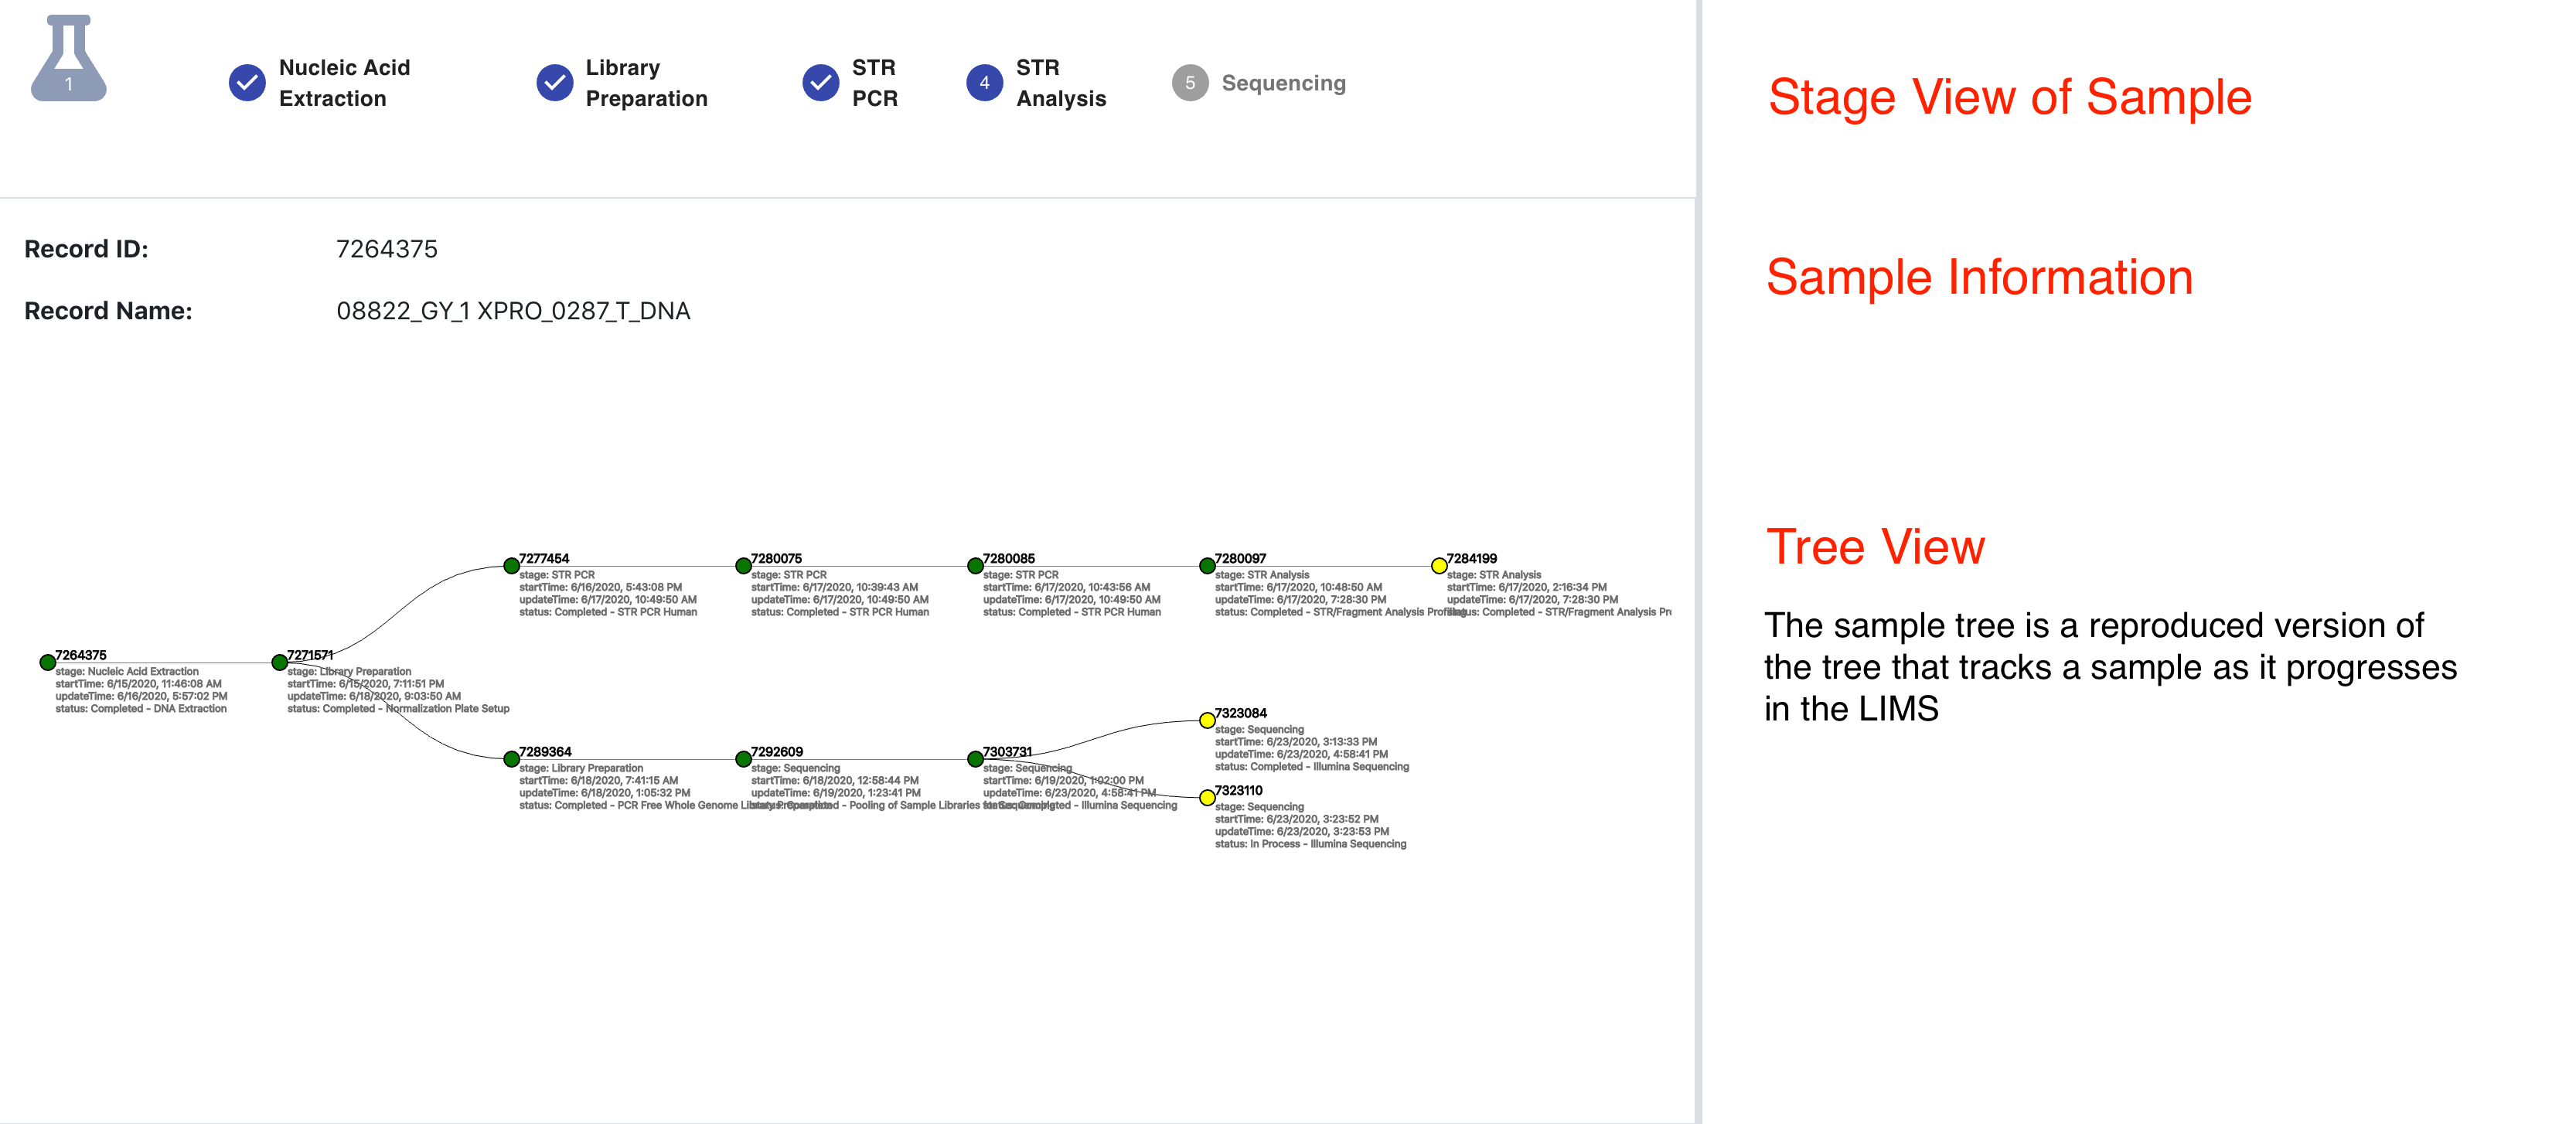 1
Nucleic Acid
Extraction
Library
Preparation
STR
PCR
4
STR
Analysis
5
Sequencing
Stage View of Sample
Record ID:
7264375
Record Name:
08822_GY_1 XPRO_0287_T_DNA
Sample Information
7264375
stage: Nucleic Acid Extraction
startTime: 6/15/2020, 11:46:08 AM
updateTime: 6/16/2020, 5:57:02 PM
status: Completed - DNA Extraction
7271571
stage: Library Preparation
startTime: 6/15/2020, 7:11:51 PM
updateTime: 6/18/2020, 9:03:50 AM
status: Completed - Normalization Plate Setup
7277454
stage: STR PCR
startTime: 6/16/2020, 5:43:08 PM
updateTime: 6/17/2020, 10:49:50 AM
status: Completed - STR PCR Human
7280075
stage: STR PCR
startTime: 6/17/2020, 10:39:43 AM
updateTime: 6/17/2020, 10:49:50 AM
status: Completed - STR PCR Human
7280085
stage: STR PCR
startTime: 6/17/2020, 10:43:56 AM
updateTime: 6/17/2020, 10:49:50 AM
status: Completed - STR PCR Human
7280097
stage: STR Analysis
startTime: 6/17/2020, 10:48:50 AM
updateTime: 6/17/2020, 7:28:30 PM
status: Completed - STR/Fragment Analysis Profiling
7284199
stage: STR Analysis
startTime: 6/17/2020, 2:16:34 PM
updateTime: 6/17/2020, 7:28:30 PM
status: Completed - STR/Fragment Analysis Pro
7289364
stage: Library Preparation
startTime: 6/18/2020, 7:41:15 AM
updateTime: 6/18/2020, 1:05:32 PM
status: Completed - PCR Free Whole Genome Library Preparation
7292609
stage: Sequencing
startTime: 6/18/2020, 12:58:44 PM
updateTime: 6/19/2020, 1:23:41 PM
status: Completed - Pooling of Sample Libraries for Sequencing
7303731
stage: Sequencing
startTime: 6/19/2020, 1:02:00 PM
updateTime: 6/23/2020, 4:58:41 PM
status: Completed - Illumina Sequencing
7323084
stage: Sequencing
startTime: 6/23/2020, 3:13:33 PM
updateTime: 6/23/2020, 4:58:41 PM
status: Completed - Illumina Sequencing
7323110
stage: Sequencing
startTime: 6/23/2020, 3:23:52 PM
updateTime: 6/23/2020, 3:23:53 PM
status: In Process - Illumina Sequencing
Tree View
The sample tree is a reproduced version of
the tree that tracks a sample as it progresses
in the LIMS